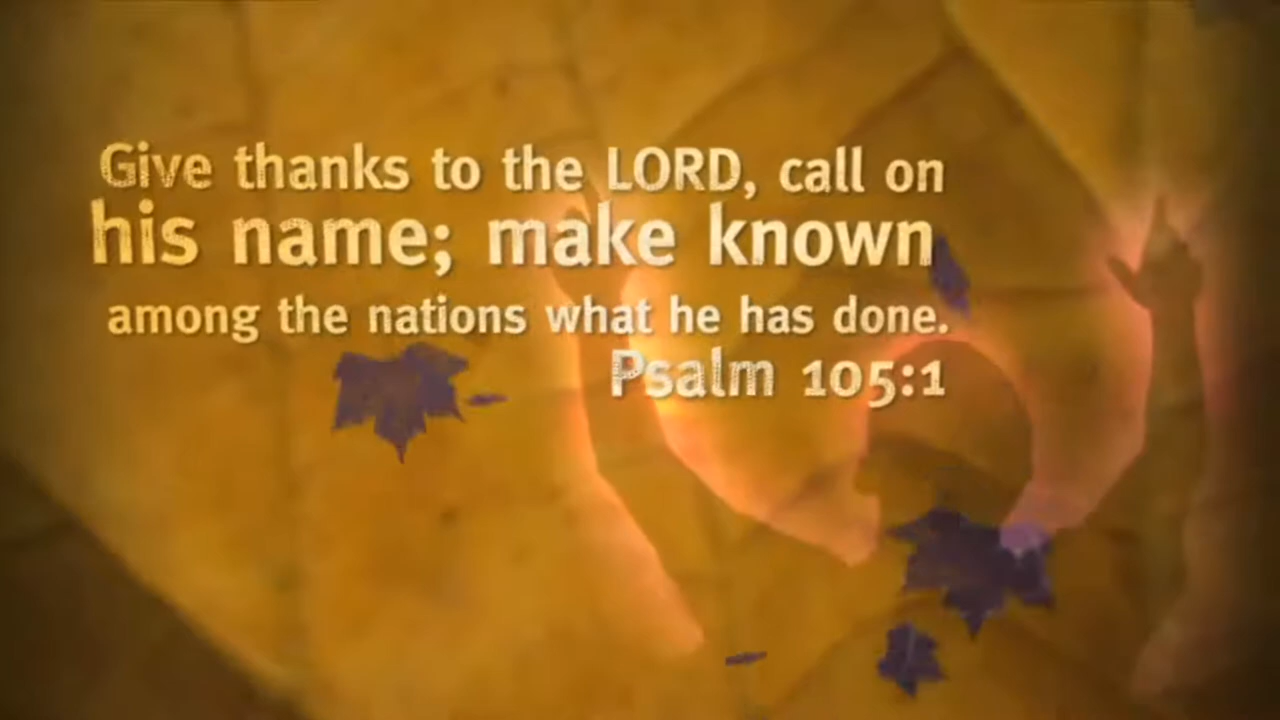 Give thanks to the LORD, call on
his name; make known
among the nations what he has done.
Psalm 105:1